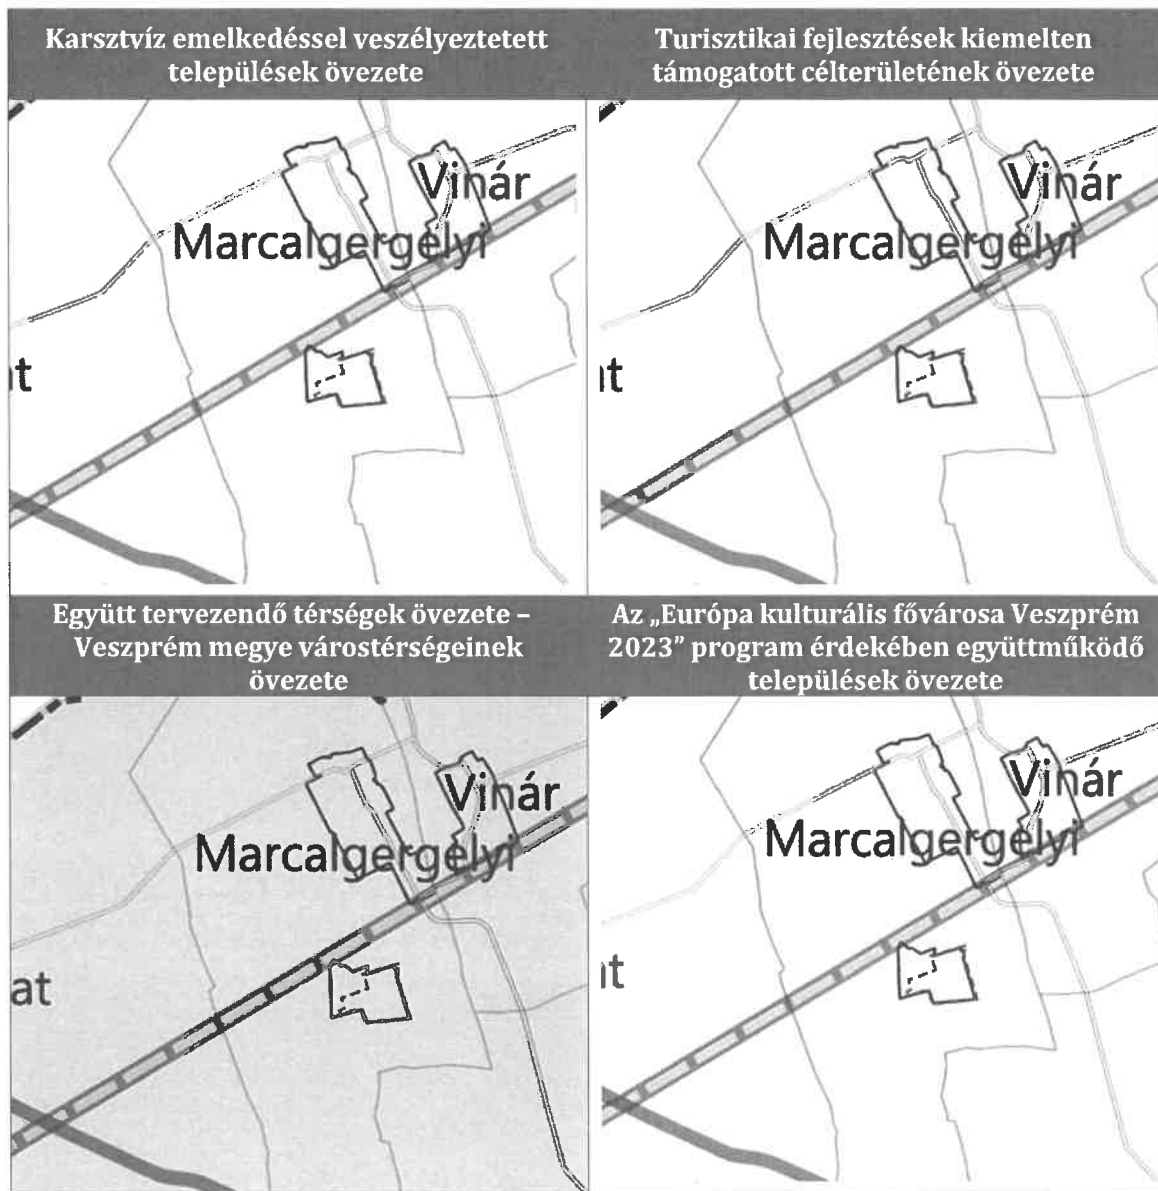 Karsztvíz emelkedéssel veszélyeztetett
települések övezete
Turisztikai fejlesztések kiemelten
támogatott célterületének övezete
Vinár
Marcalgergelyi
t
Vinár
Marcalgergelyi
t
Együtt tervezendő térségek övezete –
Veszprém megye várostérségeinek
övezete
Az „Európa kulturális fővárosa Veszprém
2023” program érdekében együttműködő
települések övezete
Vinár
Marcalgergelyi
at
Vinár
Marcalgergelyi
t